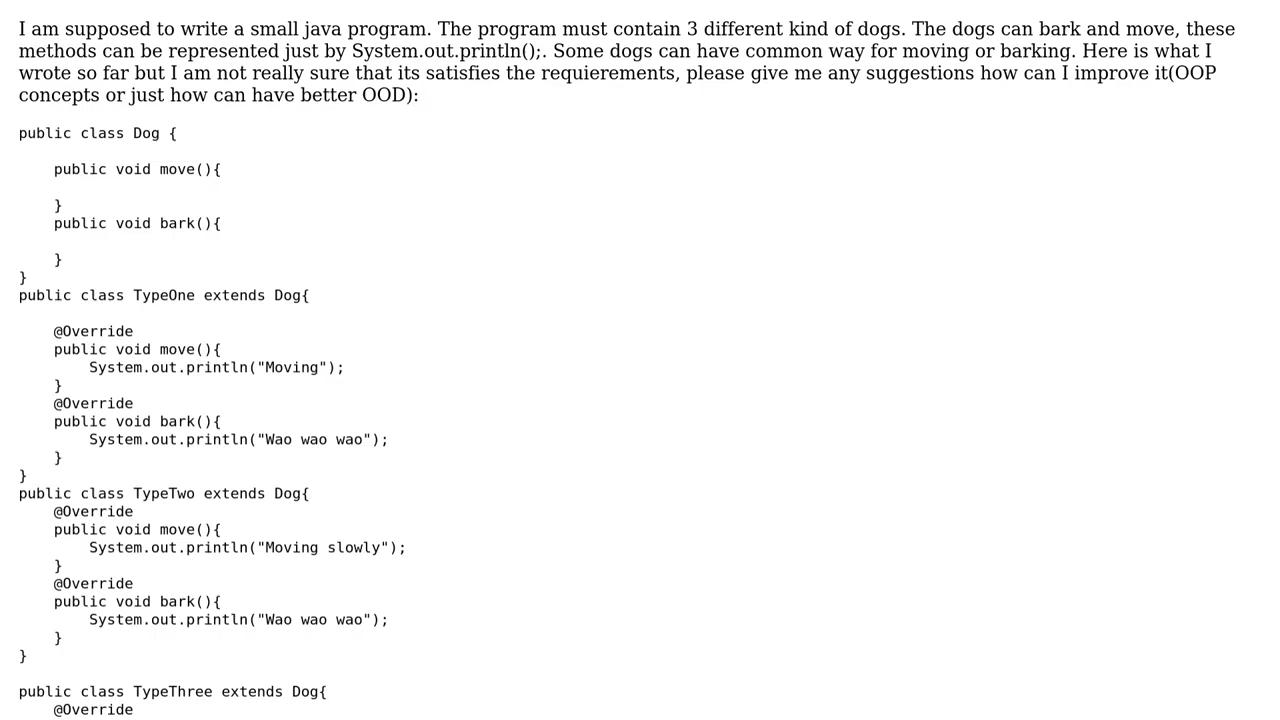 I am supposed to write a small java program. The program must contain 3 different kind of dogs. The dogs can bark and move, these
methods can be represented just by System.out.println();. Some dogs can have common way for moving or barking. Here is what I
wrote so far but I am not really sure that its satisfies the requierements, please give me any suggestions how can I improve it(OOP
concepts or just how can have better OOD):
public class Dog {
    public void move(){
    }
    public void bark(){
    }
}
public class TypeOne extends Dog{
    @Override
    public void move(){
        System.out.println("Moving");
    }
    @Override
    public void bark(){
        System.out.println("Wao wao wao");
    }
}
public class TypeTwo extends Dog{
    @Override
    public void move(){
        System.out.println("Moving slowly");
    }
    @Override
    public void bark(){
        System.out.println("Wao wao wao");
    }
}
public class TypeThree extends Dog{
    @Override